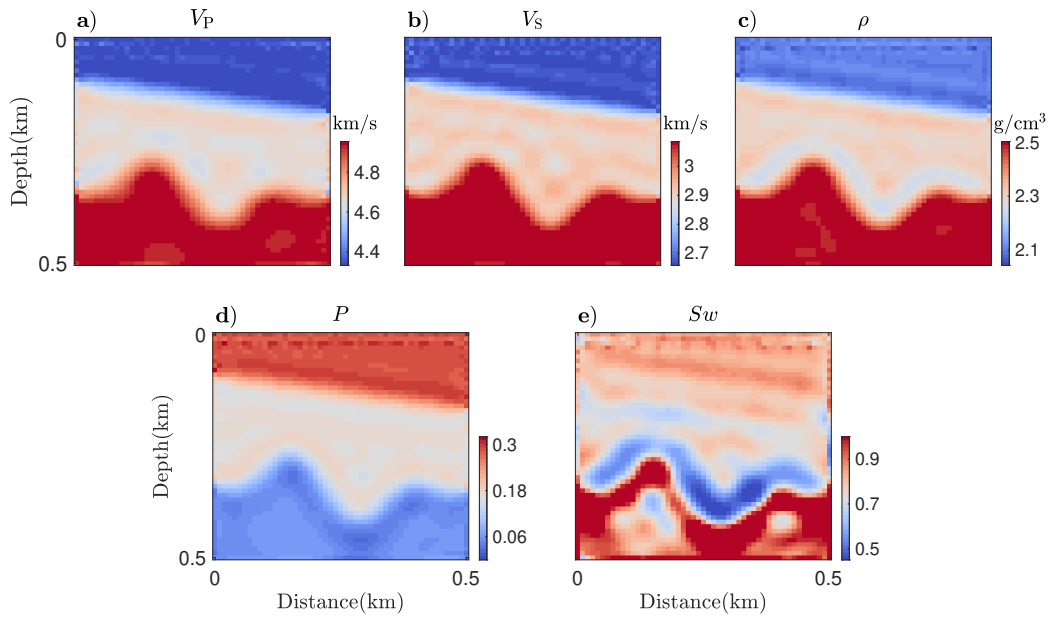 a) V_P
b) V_S
c) ρ
0
0.5
Depth(km)
km/s
4.8
4.6
4.4
km/s
3
2.9
2.8
2.7
g/cm³
2.5
2.3
2.1
d) P
e) Sw
0
0.5
Depth(km)
0.3
0.18
0.06
0.9
0.7
0.5
0
0.5
0
0.5
Distance(km)
Distance(km)